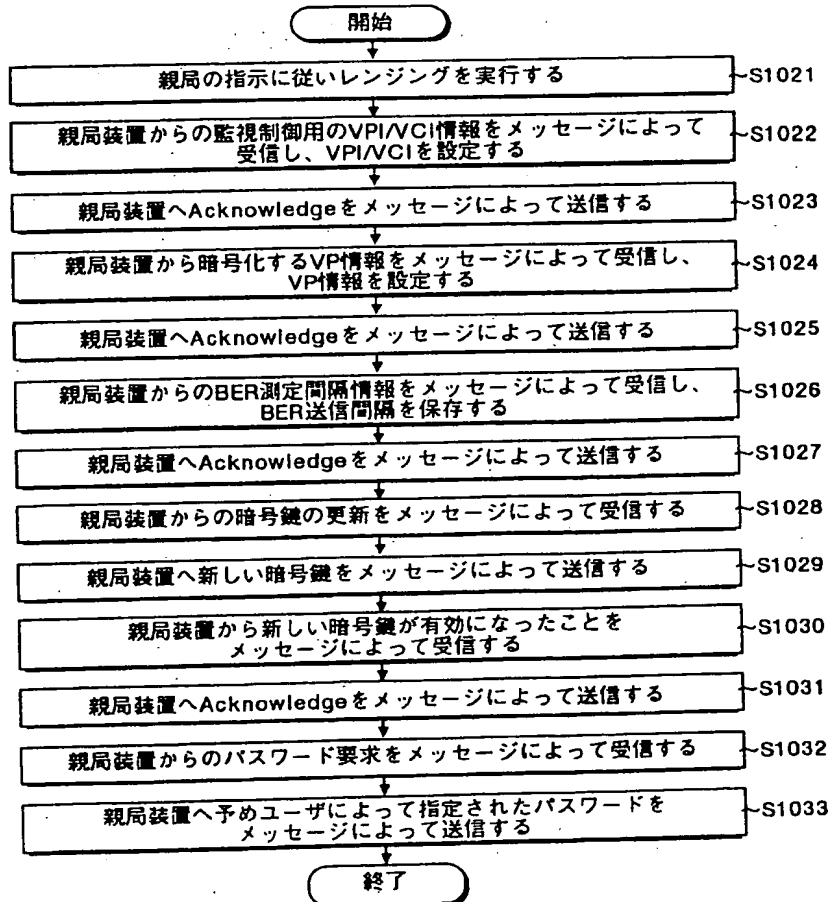 開始
親局の指示に従いレンジングを実行する ~S1021
親局装置からの監視制御用のVPI/VCI情報をメッセージによって
受信し、VPI/VCIを設定する ~S1022
親局装置へAcknowledgeをメッセージによって送信する ~S1023
親局装置から暗号化するVP情報をメッセージによって受信し、
VP情報を設定する ~S1024
親局装置へAcknowledgeをメッセージによって送信する ~S1025
親局装置からのBER測定間隔情報をメッセージによって受信し、
BER送信間隔を保存する ~S1026
親局装置へAcknowledgeをメッセージによって送信する ~S1027
親局装置からの暗号鍵の更新をメッセージによって受信する ~S1028
親局装置へ新しい暗号鍵をメッセージによって送信する ~S1029
親局装置から新しい暗号鍵が有効になったことを
メッセージによって受信する ~S1030
親局装置へAcknowledgeをメッセージによって送信する ~S1031
親局装置からのパスワード要求をメッセージによって受信する ~S1032
親局装置へ予めユーザによって指定されたパスワードを
メッセージによって送信する ~S1033
終了